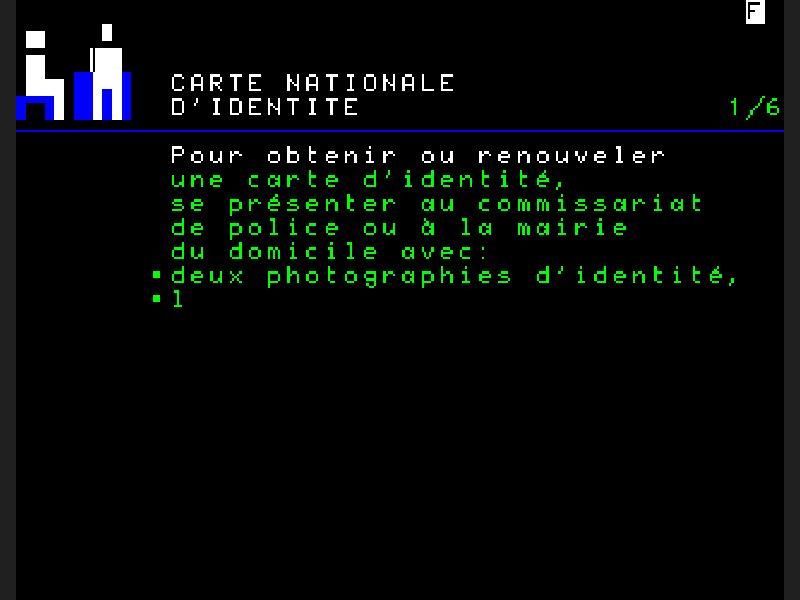 F
CARTE NATIONALE
D'IDENTITE
1/6
Pour obtenir ou renouveler
une carte d'identité,
se présenter au commissariat
de police ou à la mairie
du domicile avec:
▪deux photographies d'identité,
▪l